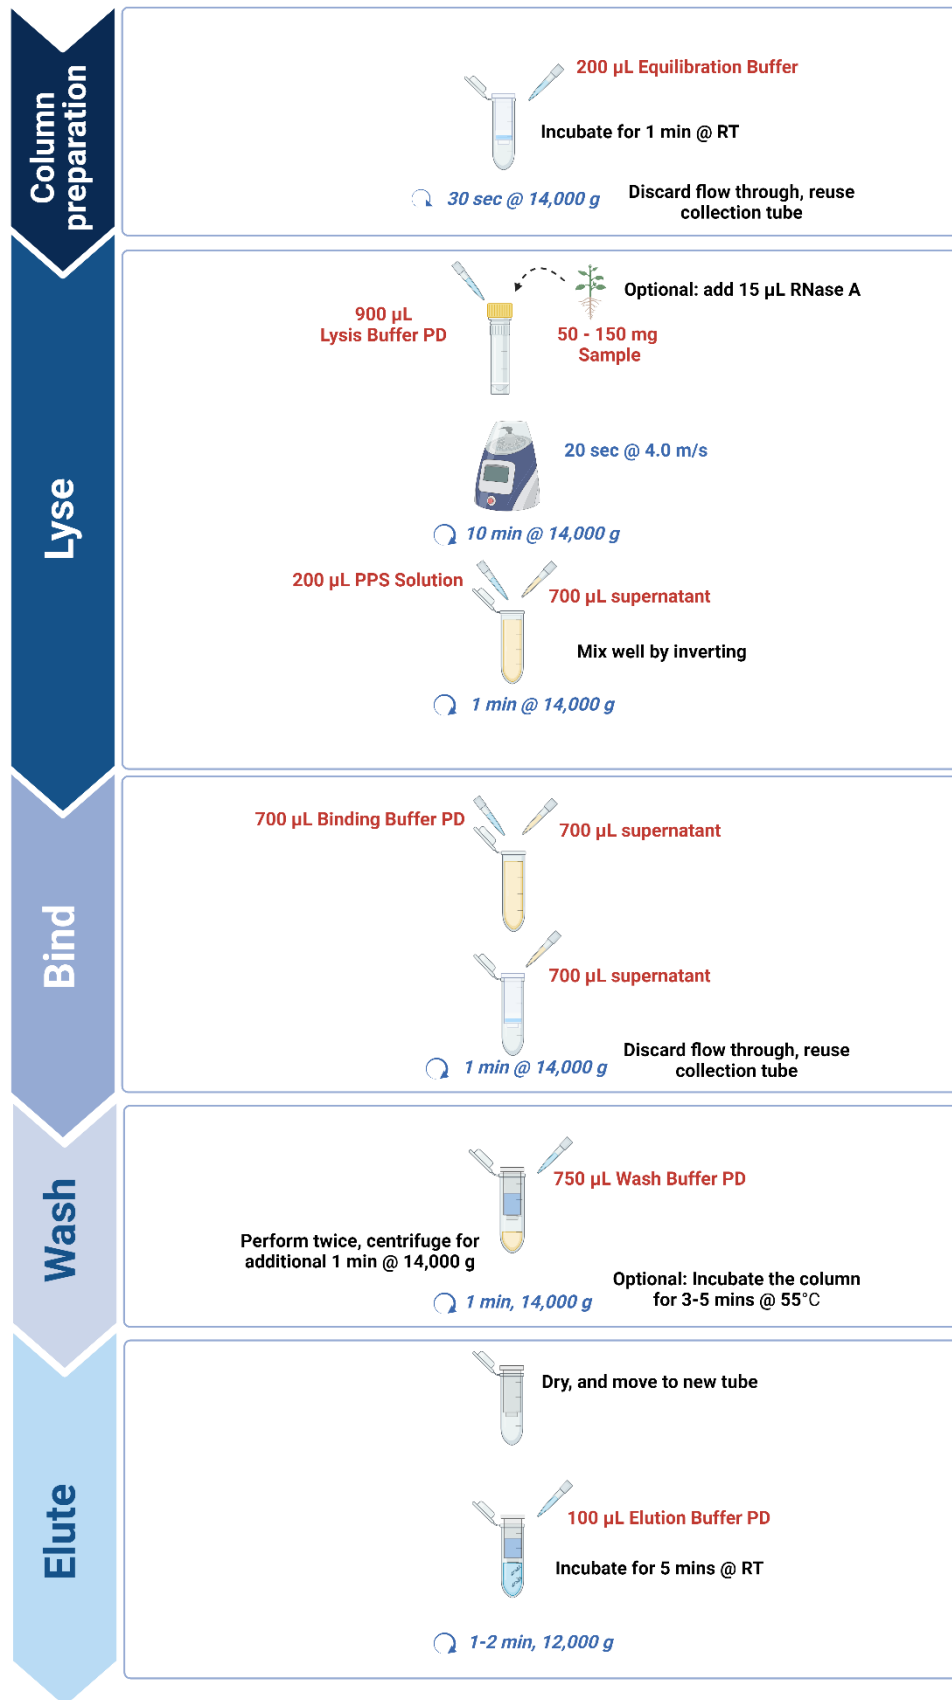 Column
preparation
200 µL Equilibration Buffer
Incubate for 1 min @ RT
30 sec @ 14,000 g
Discard flow through, reuse
collection tube
Lyse
Optional: add 15 µL RNase A
900 µL
Lysis Buffer PD
50 - 150 mg
Sample
20 sec @ 4.0 m/s
10 min @ 14,000 g
200 µL PPS Solution
700 µL supernatant
Mix well by inverting
1 min @ 14,000 g
Bind
700 µL Binding Buffer PD
700 µL supernatant
700 µL supernatant
Discard flow through, reuse
collection tube
1 min @ 14,000 g
Wash
750 µL Wash Buffer PD
Perform twice, centrifuge for
additional 1 min @ 14,000 g
Optional: Incubate the column
for 3-5 mins @ 55°C
1 min, 14,000 g
Elute
Dry, and move to new tube
100 µL Elution Buffer PD
Incubate for 5 mins @ RT
1-2 min, 12,000 g